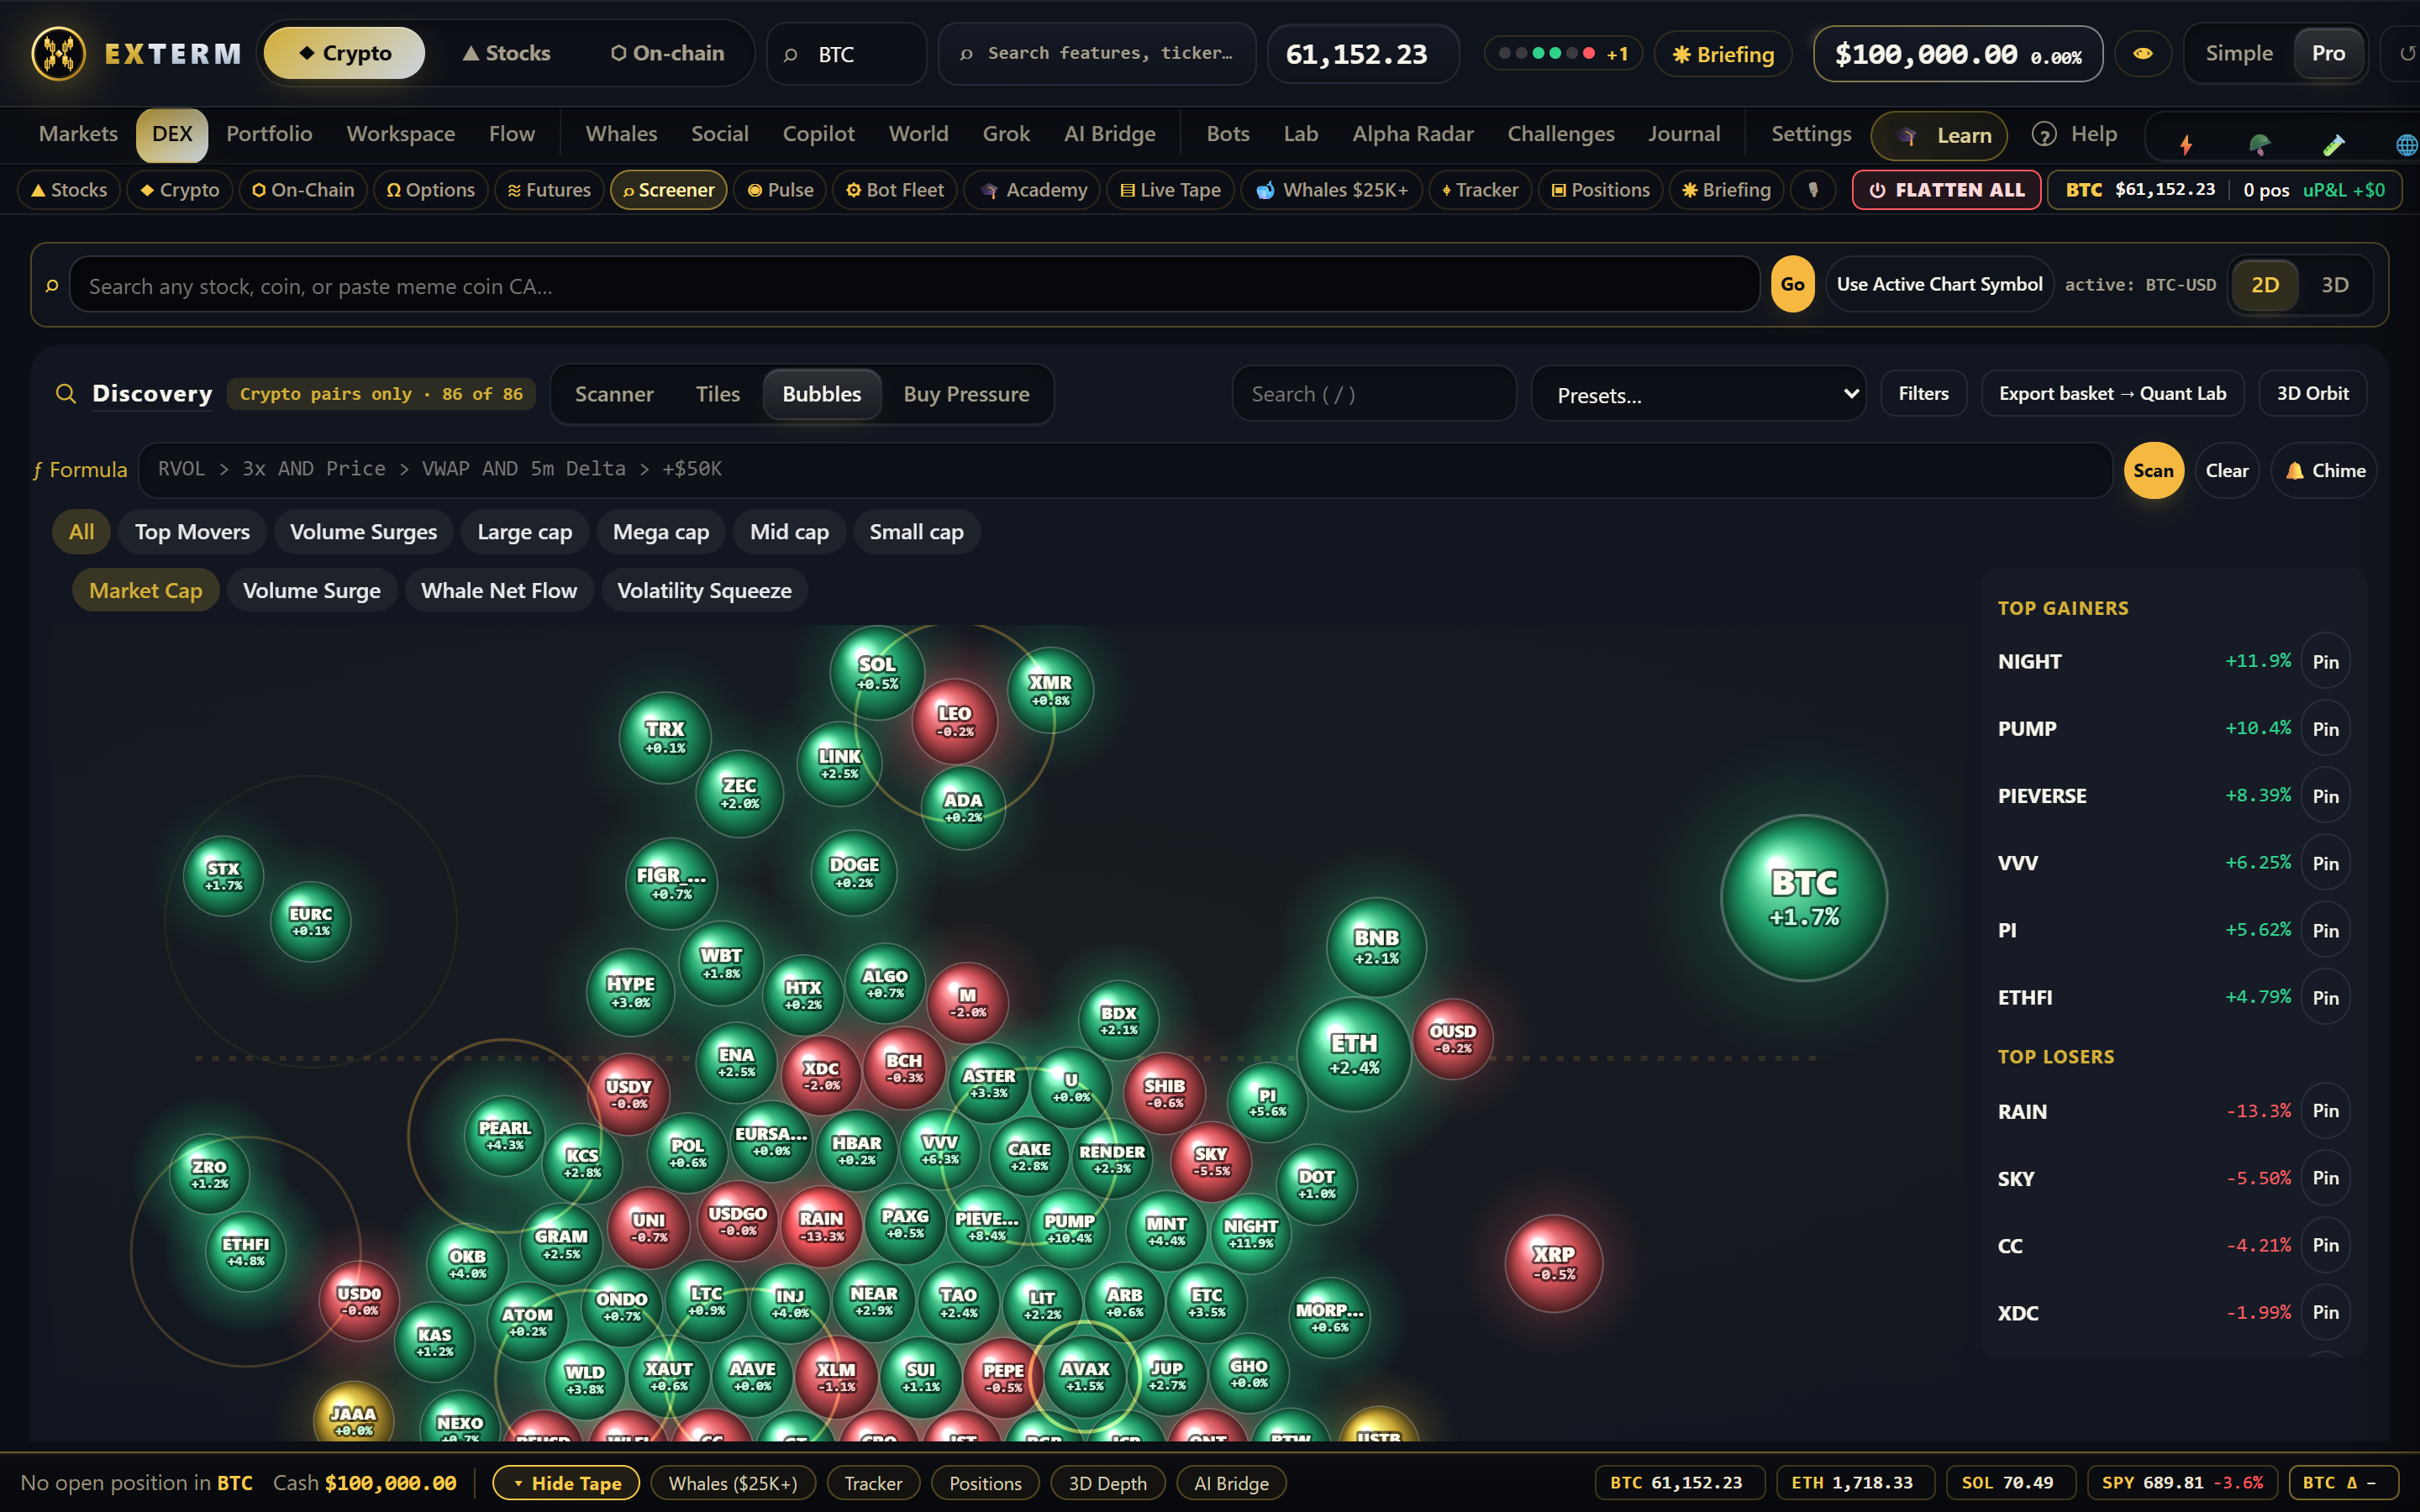 EXTERM
Crypto Stocks On-chain
BTC
Search features, ticker…
61,152.23
+1
Briefing
$100,000.00 0.00%
Simple Pro
Markets DEX Portfolio Workspace Flow Whales Social Copilot World Grok AI Bridge Bots Lab Alpha Radar Challenges Journal Settings Learn ? Help
Stocks Crypto On-Chain Options Futures Screener Pulse Bot Fleet Academy Live Tape Whales $25K+ Tracker Positions Briefing FLATTEN ALL BTC $61,152.23 0 pos uP&L +$0
Search any stock, coin, or paste meme coin CA…
Go Use Active Chart Symbol active: BTC-USD 2D 3D
Discovery Crypto pairs only · 86 of 86 Scanner Tiles Bubbles Buy Pressure Search ( / ) Presets... Filters Export basket → Quant Lab 3D Orbit
ƒ Formula RVOL > 3x AND Price > VWAP AND 5m Delta > +$50K Scan Clear Chime
All Top Movers Volume Surges Large cap Mega cap Mid cap Small cap
Market Cap Volume Surge Whale Net Flow Volatility Squeeze
SOL
+0.5%
XMR
+0.8%
LEO
-0.2%
TRX
+0.1%
LINK
+2.5%
ZEC
+2.0%
ADA
+0.2%
STX
+1.7%
FIGR_…
+0.7%
DOGE
+0.2%
BTC
+1.7%
EURC
+0.1%
BNB
+2.1%
WBT
+1.8%
HYPE
+3.0%
HTX
+0.2%
ALGO
+0.7%
M
-2.0%
BDX
+2.1%
ETH
+2.4%
OUSD
-0.2%
ENA
+2.5%
XDC
-2.0%
BCH
-0.3%
ASTER
+3.3%
U
+0.0%
USDY
-0.0%
SHIB
-0.6%
PI
+5.6%
PEARL
+4.3%
KCS
+2.8%
POL
+0.6%
EURSA…
+0.0%
HBAR
+0.2%
VVV
+6.3%
CAKE
+2.8%
RENDER
+2.3%
SKY
-5.5%
DOT
+1.0%
ZRO
+1.2%
ETHFI
+4.8%
OKB
+4.0%
GRAM
+2.5%
UNI
-0.7%
USDGO
-0.0%
RAIN
-13.3%
PAXG
+0.5%
PIEVE…
+8.4%
PUMP
+10.4%
MNT
+4.4%
NIGHT
+11.9%
XRP
-0.5%
USD0
-0.0%
KAS
+1.2%
ATOM
+0.2%
ONDO
+0.7%
LTC
+0.9%
INJ
+4.0%
NEAR
+2.9%
TAO
+2.4%
LIT
+2.2%
ARB
+0.6%
ETC
+3.5%
MORP…
+0.6%
WLD
+3.8%
XAUT
+0.6%
AAVE
+0.0%
XLM
-1.1%
SUI
+1.1%
PEPE
-0.5%
AVAX
+1.5%
JUP
+2.7%
GHO
+0.0%
JAAA
+0.0%
NEXO
+0.7%
USTB
TOP GAINERS
NIGHT +11.9% Pin
PUMP +10.4% Pin
PIEVERSE +8.39% Pin
VVV +6.25% Pin
PI +5.62% Pin
ETHFI +4.79% Pin
TOP LOSERS
RAIN -13.3% Pin
SKY -5.50% Pin
CC -4.21% Pin
XDC -1.99% Pin
No open position in BTC Cash $100,000.00 Hide Tape Whales ($25K+) Tracker Positions 3D Depth AI Bridge BTC 61,152.23 ETH 1,718.33 SOL 70.49 SPY 689.81 -3.6% BTC Δ –